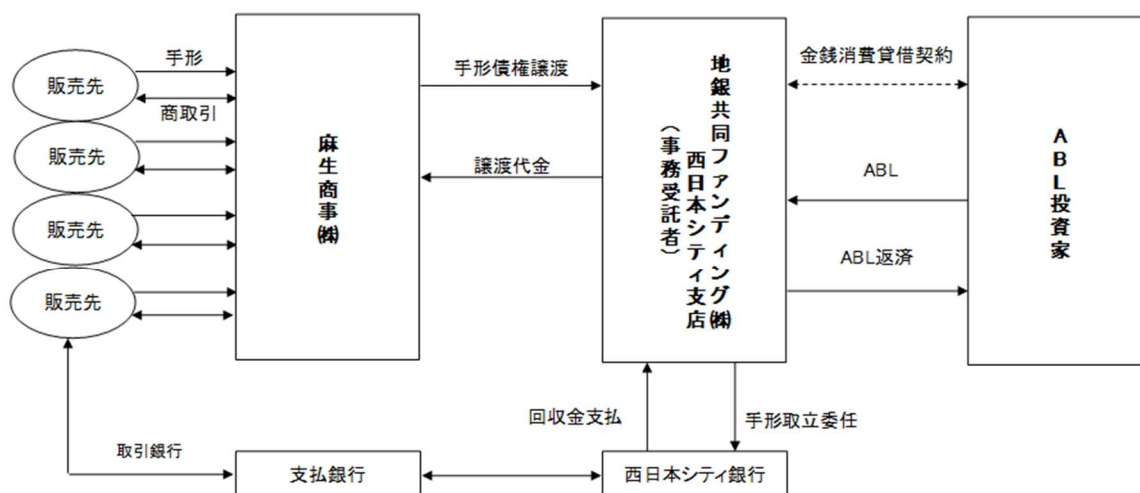 手形
販売先
商取引
販売先
販売先
販売先
麻生商事㈱
手形債権譲渡
譲渡代金
地銀共同ファンディング㈱
西日本シティ支店
（事務受託者）
金銭消費貸借契約
ABL
ABL返済
ABL投資家
回収金支払
手形取立委任
取引銀行
支払銀行
西日本シティ銀行